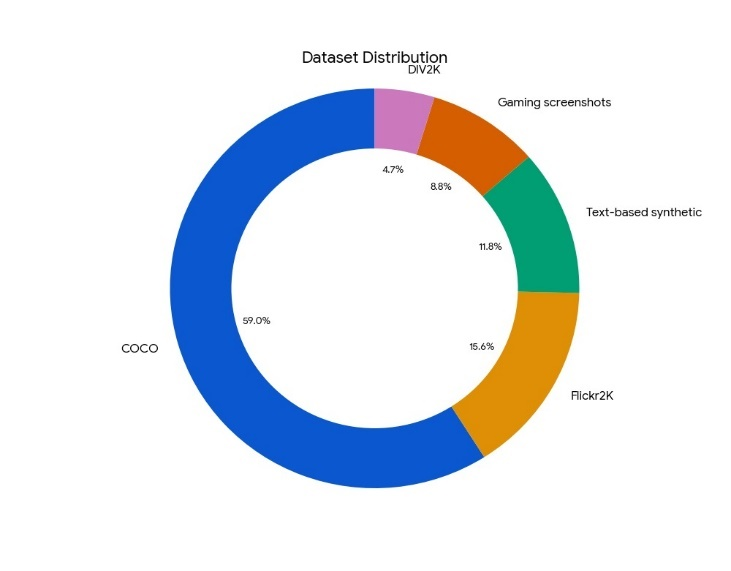 Dataset Distribution
DIV2K
Gaming screenshots
4.7%
8.8%
Text-based synthetic
11.8%
59.0%
15.6%
COCO
Flickr2K